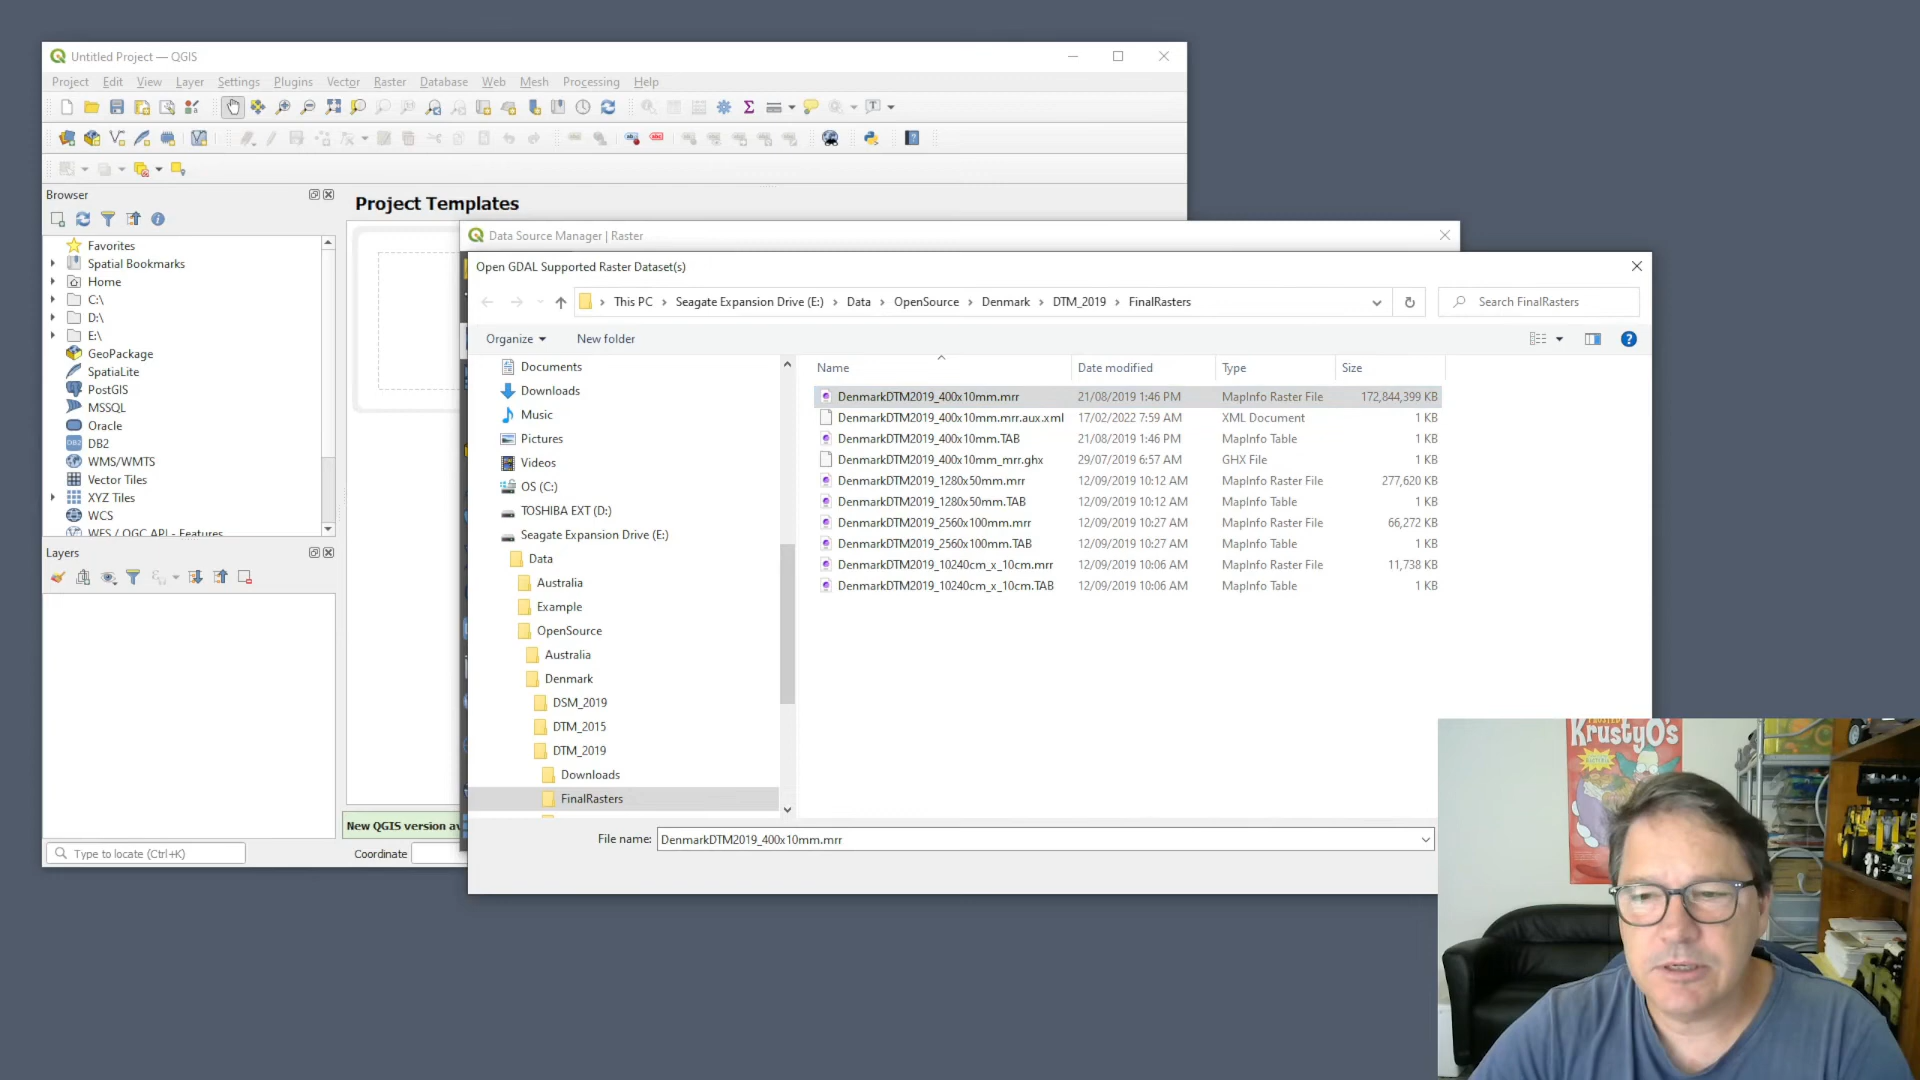 Untitled Project — QGIS
Project Edit View Layer Settings Plugins Vector Raster Database Web Mesh Processing Help
Browser
Favorites
Spatial Bookmarks
Home
C:\
D:\
E:\
GeoPackage
SpatiaLite
PostGIS
MSSQL
Oracle
DB2
WMS/WMTS
Vector Tiles
XYZ Tiles
WCS
WFS / OGC API - Features
Layers
Type to locate (Ctrl+K)
Project Templates
New QGIS version av
Coordinate
Data Source Manager | Raster
Open GDAL Supported Raster Dataset(s)
This PC > Seagate Expansion Drive (E:) > Data > OpenSource > Denmark > DTM_2019 > FinalRasters
Search FinalRasters
Organize New folder
Documents
Downloads
Music
Pictures
Videos
OS (C:)
TOSHIBA EXT (D:)
Seagate Expansion Drive (E:)
Data
Australia
Example
OpenSource
Australia
Denmark
DSM_2019
DTM_2015
DTM_2019
Downloads
FinalRasters
Name Date modified Type Size
DenmarkDTM2019_400x10mm.mrr 21/08/2019 1:46 PM MapInfo Raster File 172,844,399 KB
DenmarkDTM2019_400x10mm.mrr.aux.xml 17/02/2022 7:59 AM XML Document 1 KB
DenmarkDTM2019_400x10mm.TAB 21/08/2019 1:46 PM MapInfo Table 1 KB
DenmarkDTM2019_400x10mm_mrr.ghx 29/07/2019 6:57 AM GHX File 1 KB
DenmarkDTM2019_1280x50mm.mrr 12/09/2019 10:12 AM MapInfo Raster File 277,620 KB
DenmarkDTM2019_1280x50mm.TAB 12/09/2019 10:12 AM MapInfo Table 1 KB
DenmarkDTM2019_2560x100mm.mrr 12/09/2019 10:27 AM MapInfo Raster File 66,272 KB
DenmarkDTM2019_2560x100mm.TAB 12/09/2019 10:27 AM MapInfo Table 1 KB
DenmarkDTM2019_10240cm_x_10cm.mrr 12/09/2019 10:06 AM MapInfo Raster File 11,738 KB
DenmarkDTM2019_10240cm_x_10cm.TAB 12/09/2019 10:06 AM MapInfo Table 1 KB
File name: DenmarkDTM2019_400x10mm.mrr
KrustyO's